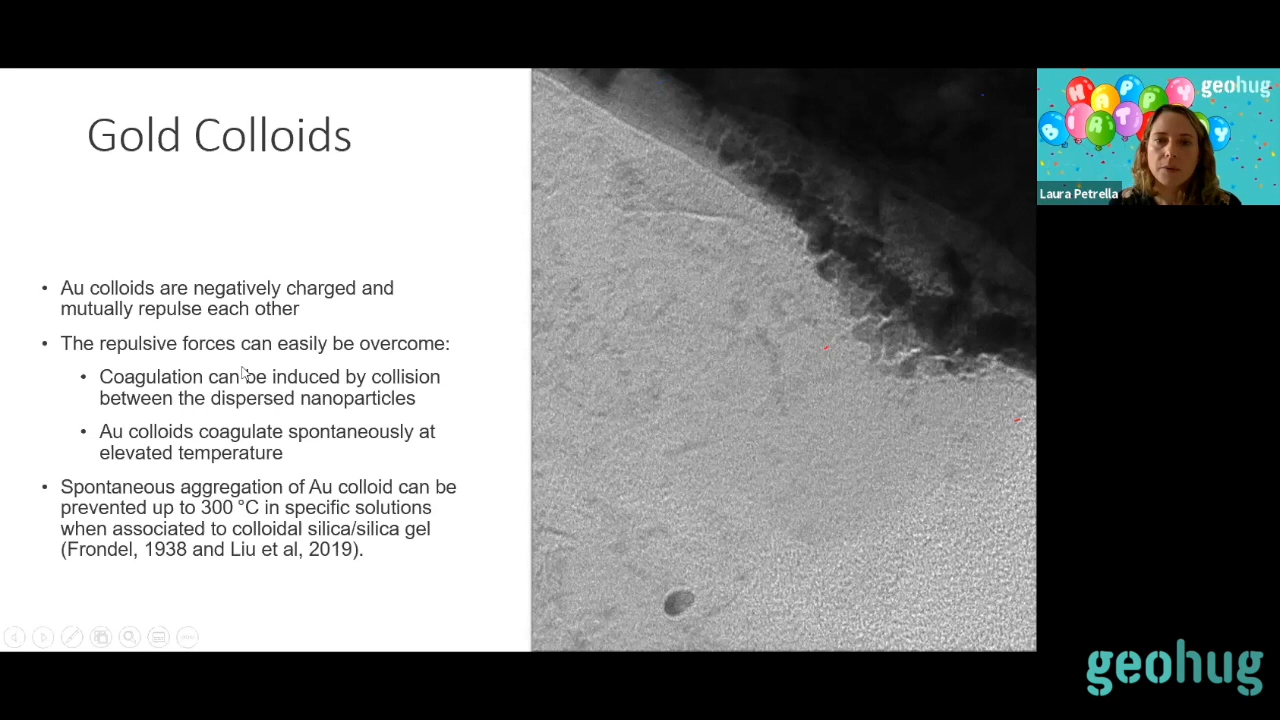 Gold Colloids
• Au colloids are negatively charged and
mutually repulse each other
• The repulsive forces can easily be overcome:
• Coagulation can be induced by collision
between the dispersed nanoparticles
• Au colloids coagulate spontaneously at
elevated temperature
• Spontaneous aggregation of Au colloid can be
prevented up to 300 °C in specific solutions
when associated to colloidal silica/silica gel
(Frondel, 1938 and Liu et al, 2019).
geohug
Laura Petrella
geohug